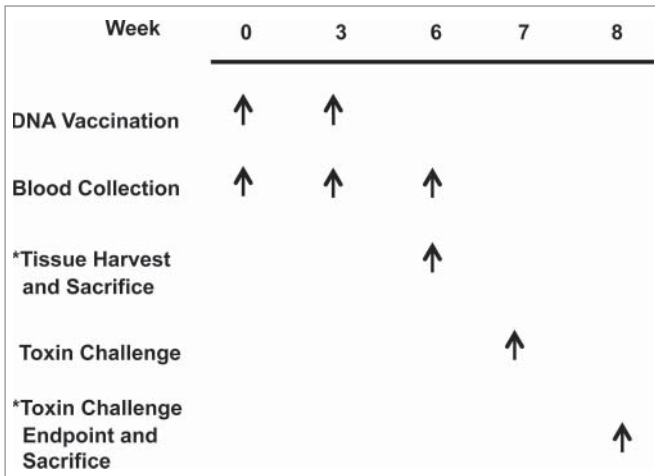 Week 0 3 6 7 8
DNA Vaccination
Blood Collection
*Tissue Harvest
and Sacrifice
Toxin Challenge
*Toxin Challenge
Endpoint and
Sacrifice